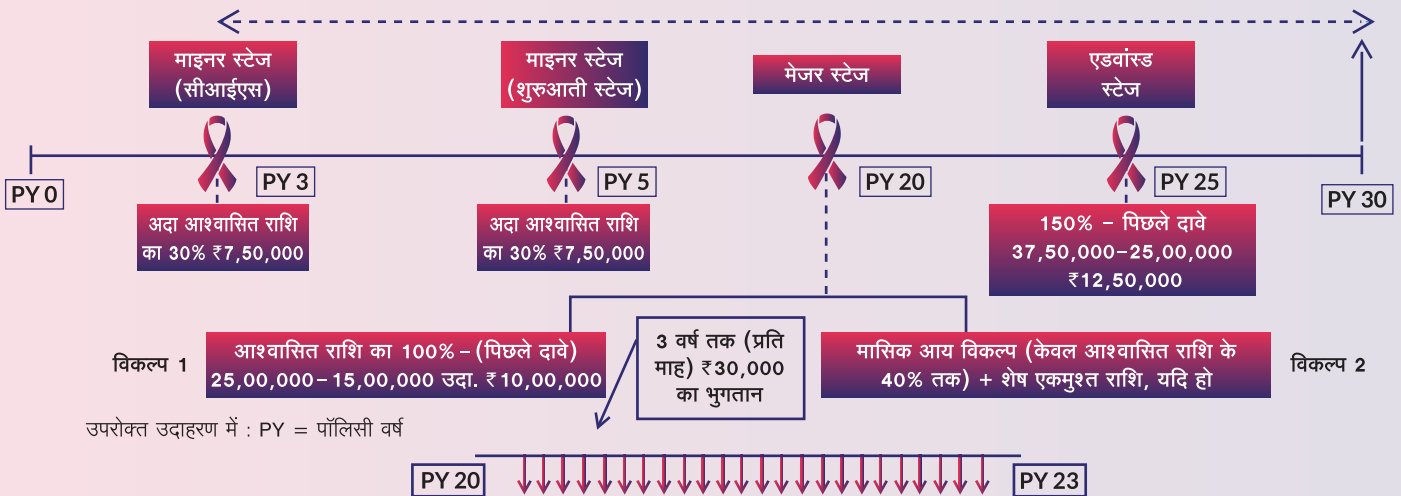 माइनर स्टेज
(सीआईएस)
माइनर स्टेज
(शुरुआती स्टेज)
मेजर स्टेज
एडवांस्ड
स्टेज
PY 0
PY 3
PY 5
PY 20
PY 25
PY 30
अदा आश्वासित राशि
का 30% ₹7,50,000
अदा आश्वासित राशि
का 30% ₹7,50,000
150% – पिछले दावे
37,50,000–25,00,000
₹12,50,000
विकल्प 1
आश्वासित राशि का 100% – (पिछले दावे)
25,00,000–15,00,000 उदा. ₹10,00,000
3 वर्ष तक (प्रति
माह) ₹30,000
का भुगतान
मासिक आय विकल्प (केवल आश्वासित राशि के
40% तक) + शेष एकमुश्त राशि, यदि हो
विकल्प 2
उपरोक्त उदाहरण में : PY = पॉलिसी वर्ष
PY 20
PY 23